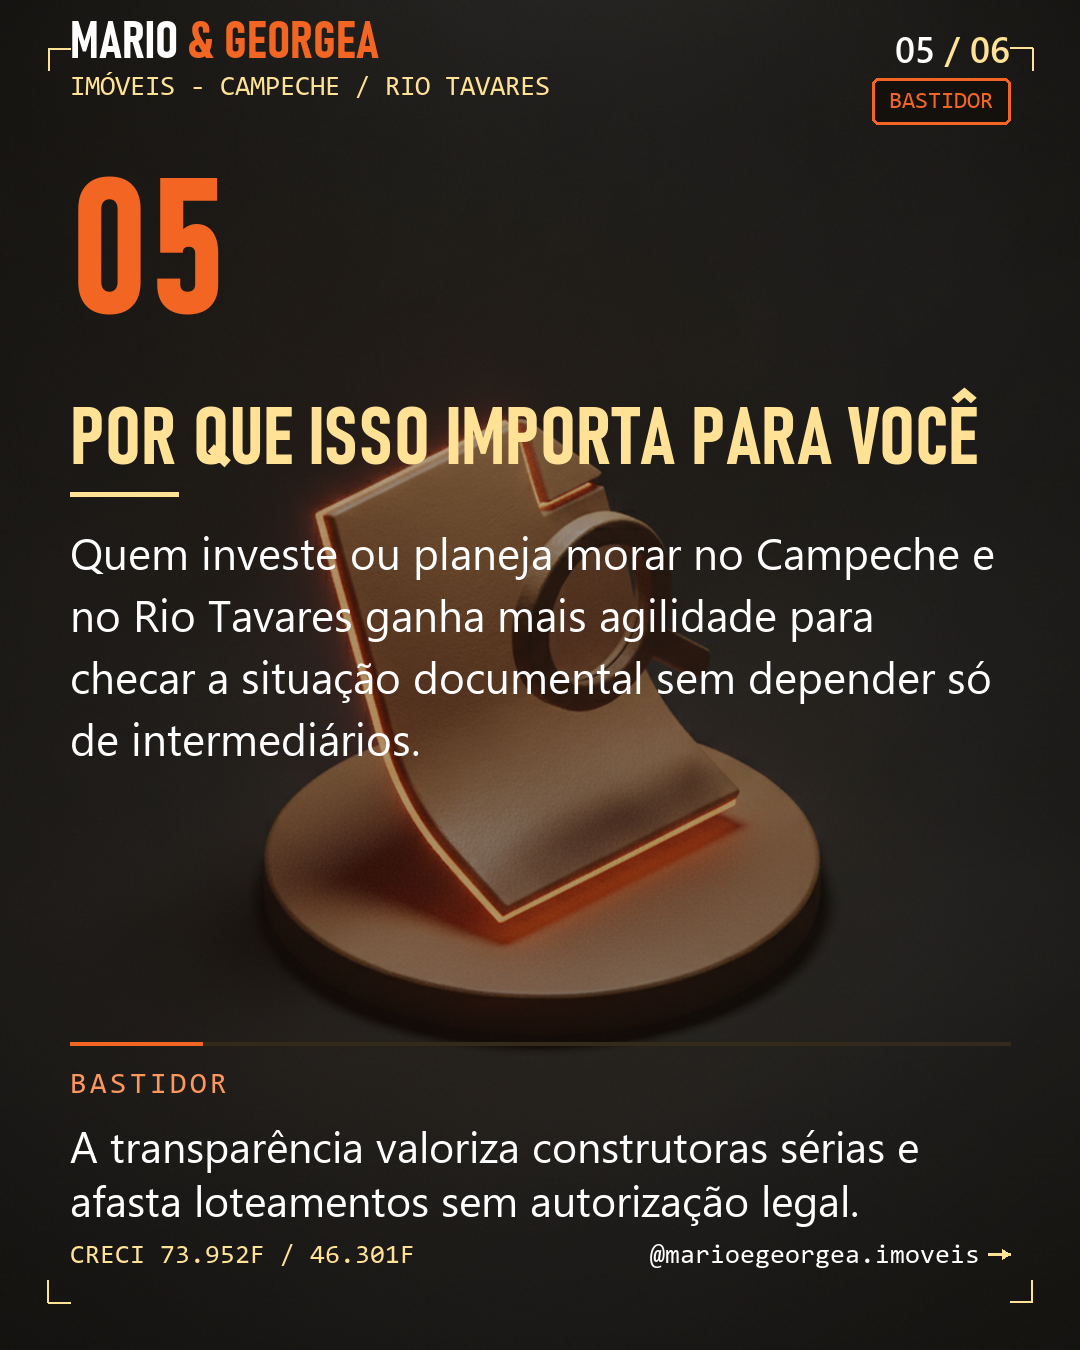 MARIO & GEORGEA
IMÓVEIS - CAMPECHE / RIO TAVARES
05 / 06
BASTIDOR
05
POR QUE ISSO IMPORTA PARA VOCÊ
Quem investe ou planeja morar no Campeche e
no Rio Tavares ganha mais agilidade para
checar a situação documental sem depender só
de intermediários.
BASTIDOR
A transparência valoriza construtoras sérias e
afasta loteamentos sem autorização legal.
CRECI 73.952F / 46.301F
@marioegeorgea.imoveis